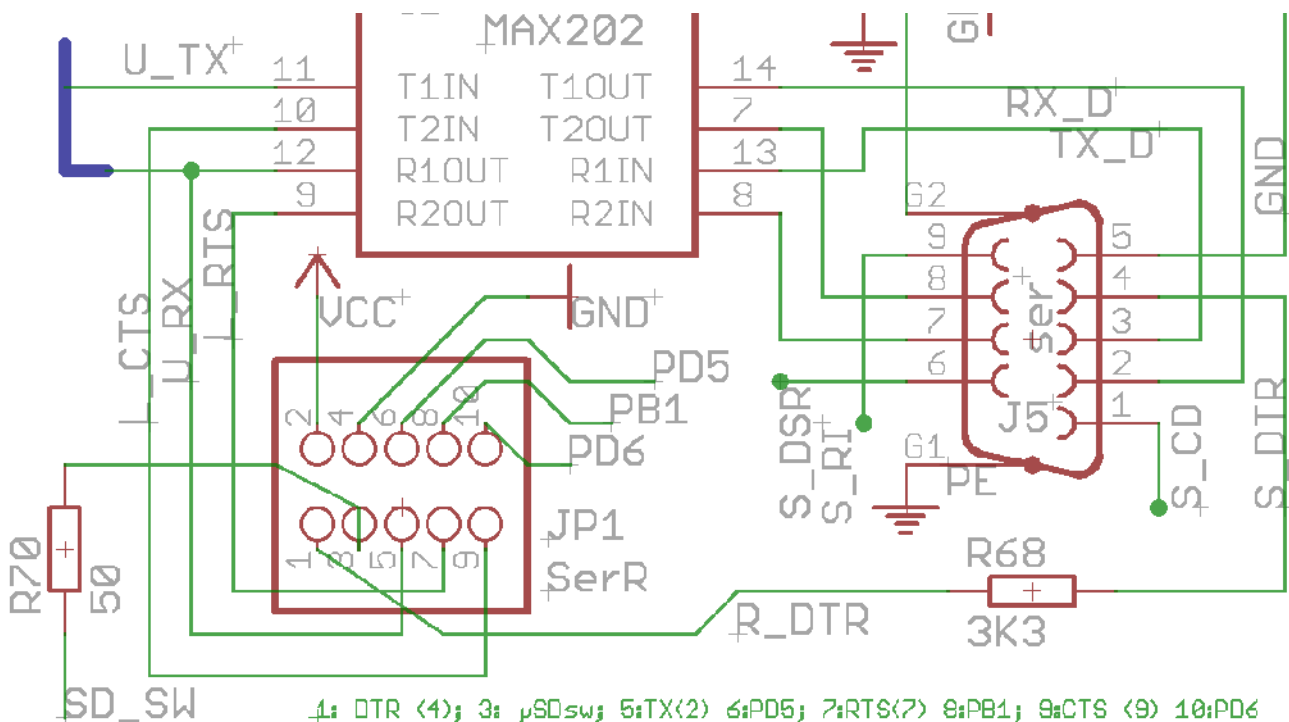 MAX202
U_TX
11
T1IN
T1OUT
14
10
T2IN
T2OUT
7
12
R1OUT
R1IN
13
9
R2OUT
R2IN
8
RX_D
TX_D
GND
G2
9
8
7
6
5
4
3
2
1
ser
J5
G1
PE
S_DSR
S_RI
S_CD
S_DTR
U_RX
VCC
GND
PD5
PB1
PD6
2
4
6
8
10
1
3
5
7
9
JP1
SerR
R70
50
SD_SW
R_DTR
R68
3K3
1: DTR (4); 3: µSDsw; 5:TX(2) 6:PD5; 7:RTS(7) 8:PB1; 9:CTS (9) 10:PD6